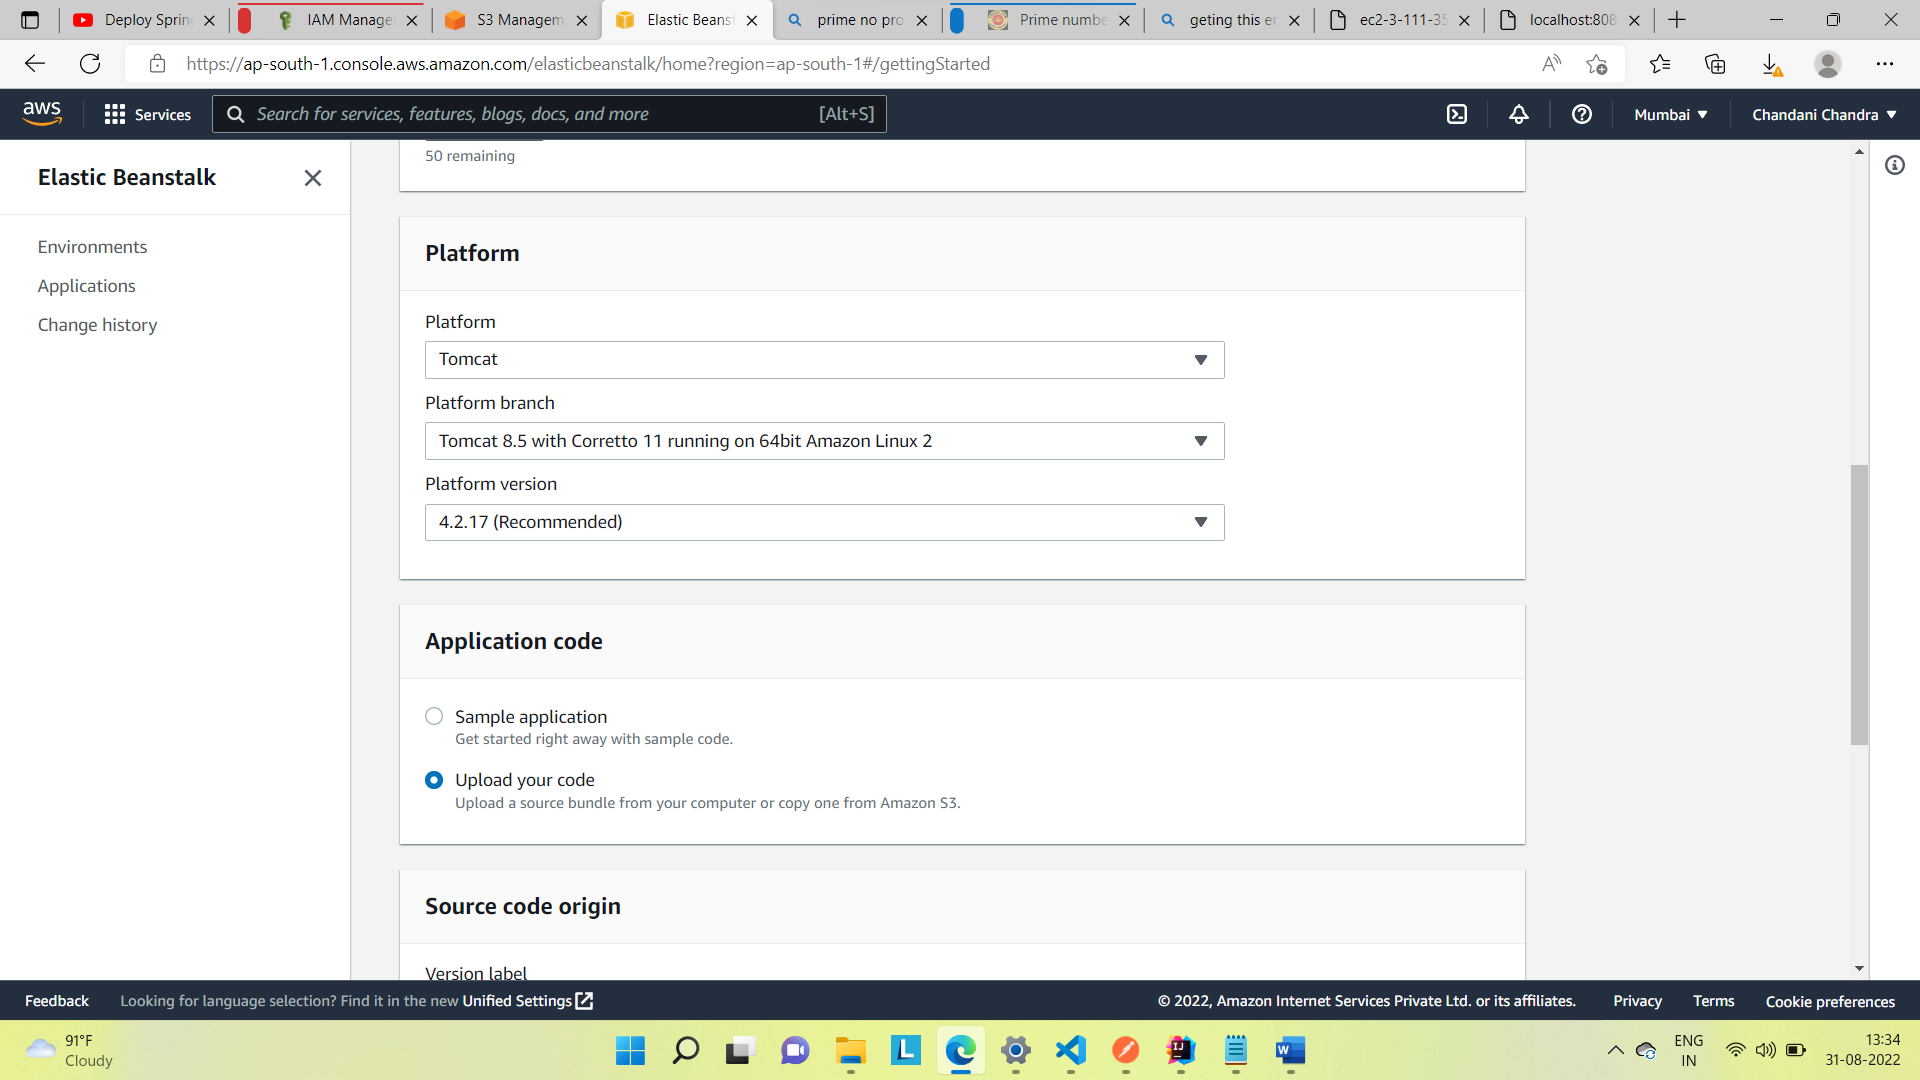 Deploy Sprin
IAM Manage
S3 Managem
Elastic Beanst
prime no pro
Prime numbe
geting this er
ec2-3-111-35
localhost:808
https://ap-south-1.console.aws.amazon.com/elasticbeanstalk/home?region=ap-south-1#/gettingStarted
aws
Services
Search for services, features, blogs, docs, and more
[Alt+S]
Mumbai
Chandani Chandra
Elastic Beanstalk
Environments
Applications
Change history
50 remaining
Platform
Platform
Tomcat
Platform branch
Tomcat 8.5 with Corretto 11 running on 64bit Amazon Linux 2
Platform version
4.2.17 (Recommended)
Application code
Sample application
Get started right away with sample code.
Upload your code
Upload a source bundle from your computer or copy one from Amazon S3.
Source code origin
Version label
Feedback
Looking for language selection? Find it in the new Unified Settings
© 2022, Amazon Internet Services Private Ltd. or its affiliates.
Privacy
Terms
Cookie preferences
91°F
Cloudy
ENG
IN
13:34
31-08-2022